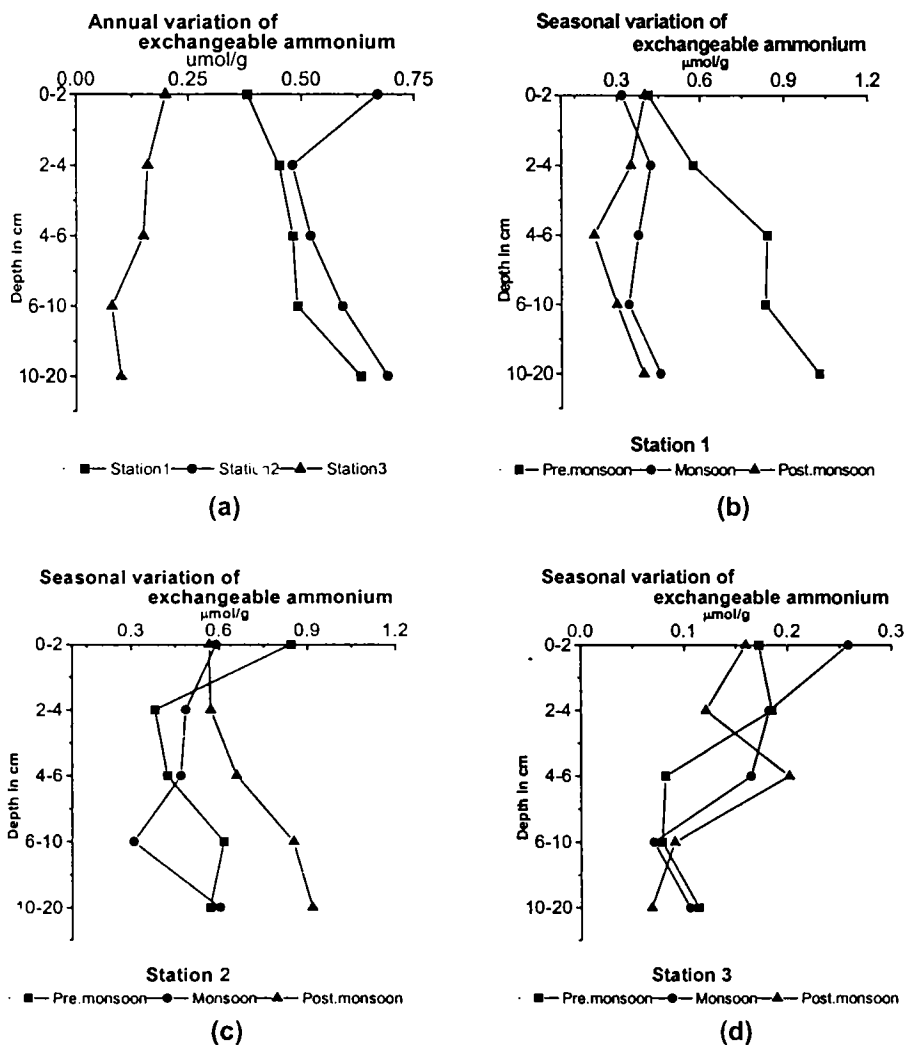 Annual variation of
exchangeable ammonium
umol/g
0.00 0.25 0.50 0.75
0-2
2-4
4-6
6-10
10-20
Depth in cm
Station1 Station2 Station3
(a)
Seasonal variation of
exchangeable ammonium
µmol/g
0.3 0.6 0.9 1.2
0-2
2-4
4-6
6-10
10-20
Depth in cm
Station 1
Pre.monsoon Monsoon Post.monsoon
(b)
Seasonal variation of
exchangeable ammonium
µmol/g
0.3 0.6 0.9 1.2
0-2
2-4
4-6
6-10
10-20
Depth in cm
Station 2
Pre.monsoon Monsoon Post.monsoon
(c)
Seasonal variation of
exchangeable ammonium
µmol/g
0.0 0.1 0.2 0.3
0-2
2-4
4-6
6-10
10-20
Depth in cm
Station 3
Pre.monsoon Monsoon Post.monsoon
(d)